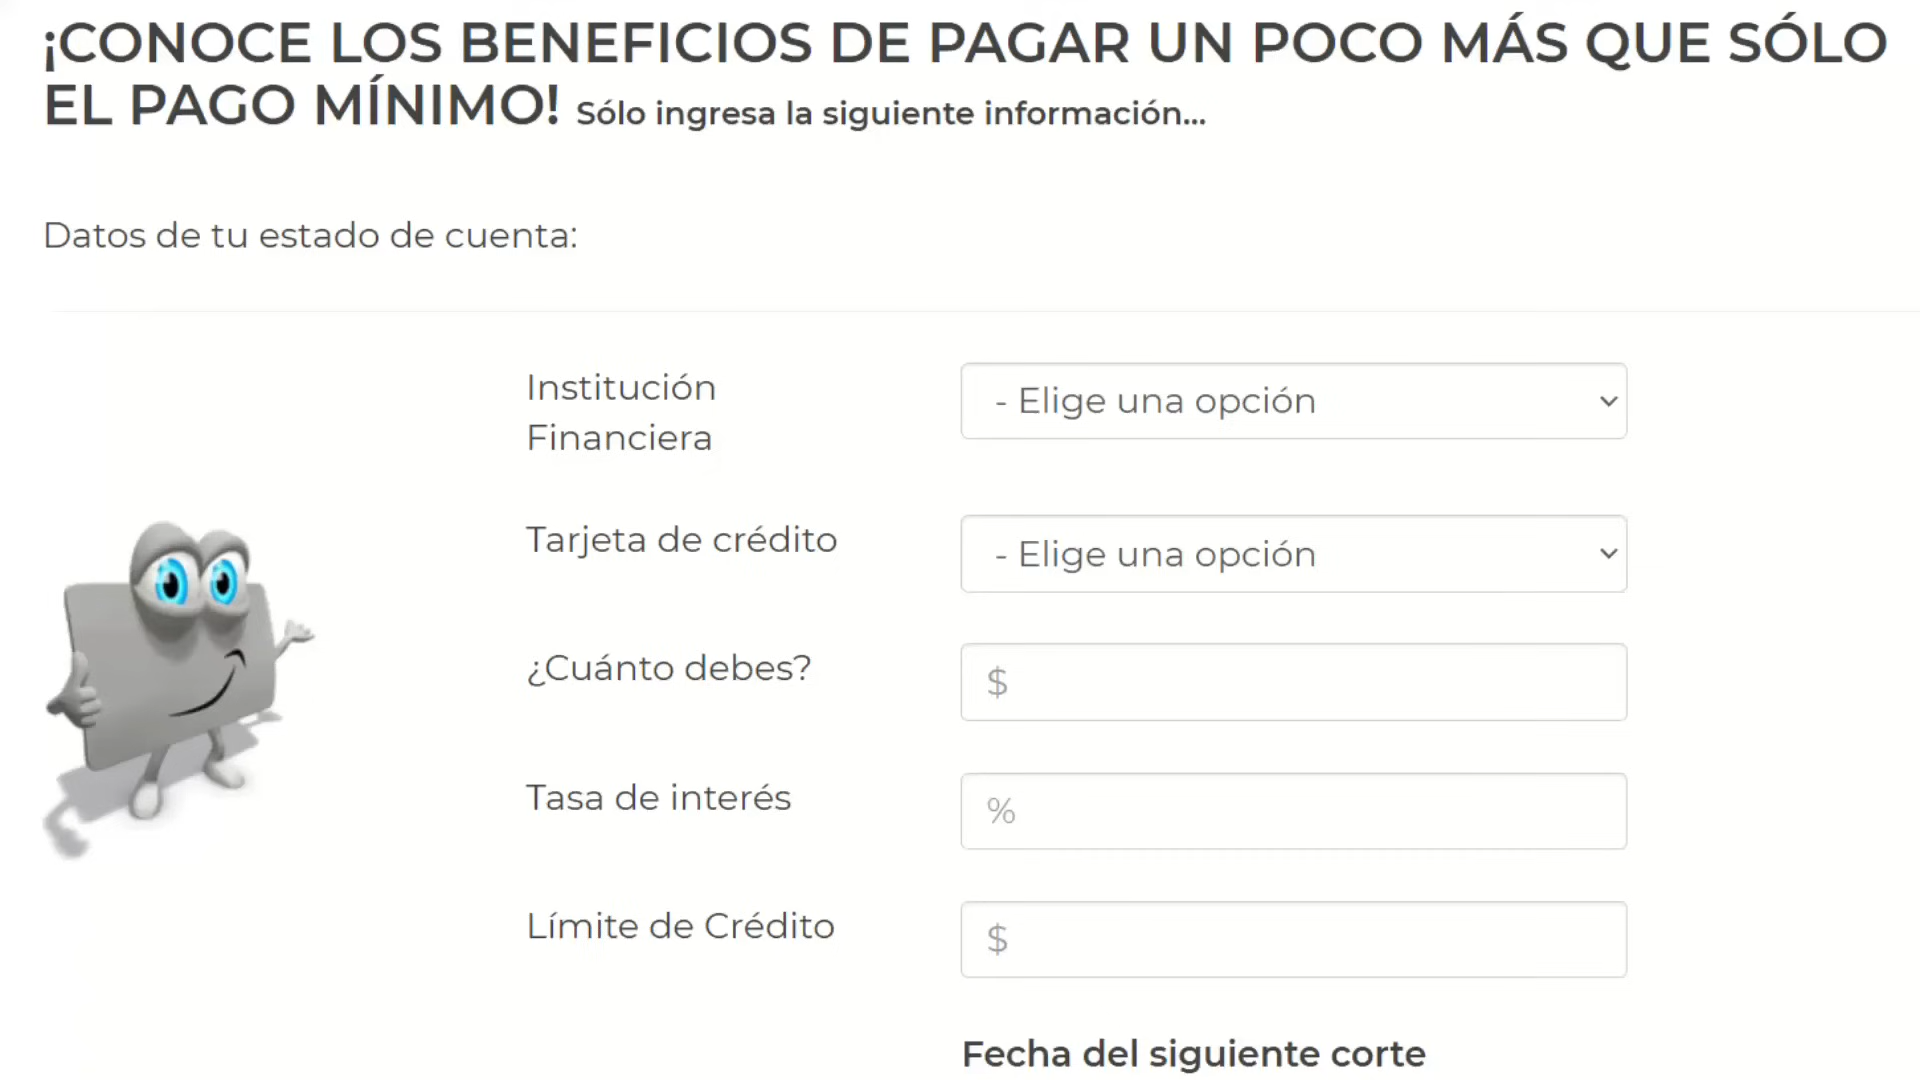 ¡CONOCE LOS BENEFICIOS DE PAGAR UN POCO MÁS QUE SÓLO
EL PAGO MÍNIMO! Sólo ingresa la siguiente información...
Datos de tu estado de cuenta:
Institución
Financiera
- Elige una opción
Tarjeta de crédito
- Elige una opción
¿Cuánto debes?
$
Tasa de interés
%
Límite de Crédito
$
Fecha del siguiente corte